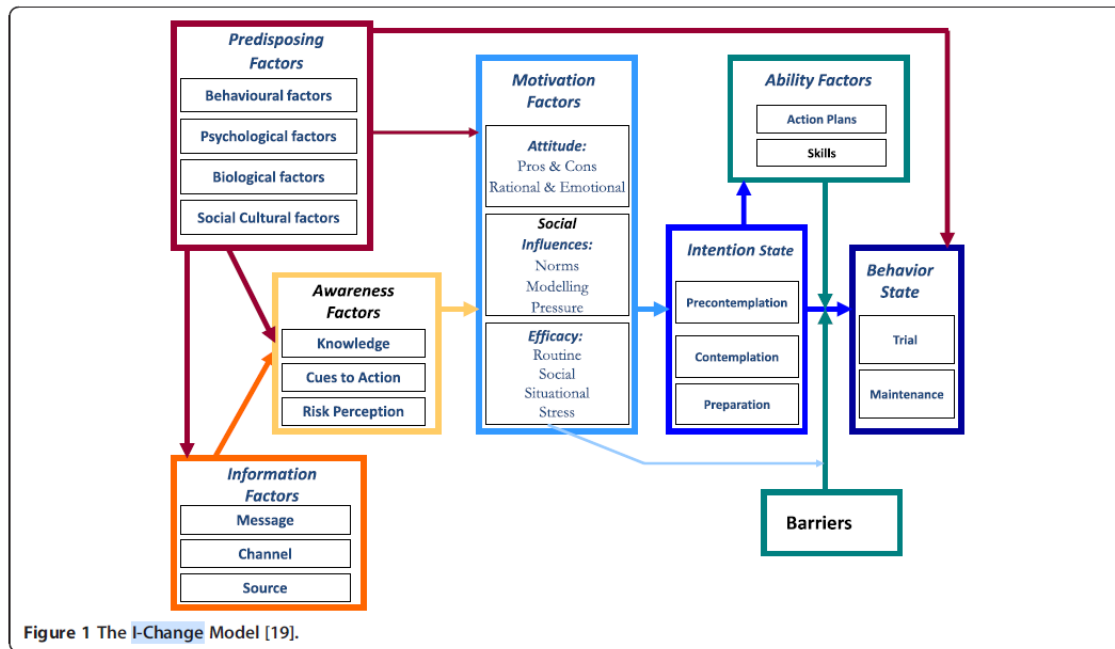 Predisposing
Factors
Behavioural factors
Psychological factors
Biological factors
Social Cultural factors
Awareness
Factors
Knowledge
Cues to Action
Risk Perception
Information
Factors
Message
Channel
Source
Motivation
Factors
Attitude:
Pros & Cons
Rational & Emotional
Social
Influences:
Norms
Modelling
Pressure
Efficacy:
Routine
Social
Situational
Stress
Intention State
Precontemplation
Contemplation
Preparation
Ability Factors
Action Plans
Skills
Behavior
State
Trial
Maintenance
Barriers
Figure 1 The I-Change Model [19].